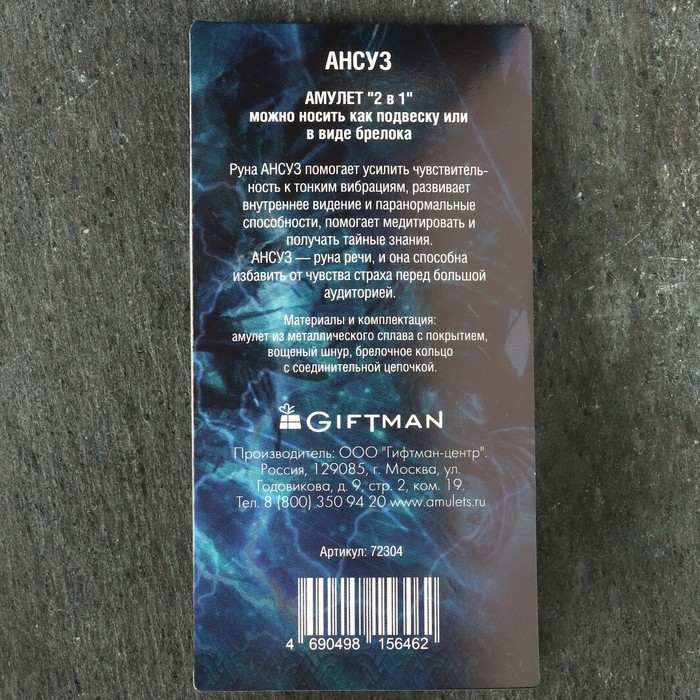 АНСУЗ
АМУЛЕТ "2 в 1"
можно носить как подвеску или
в виде брелока
Руна АНСУЗ помогает усилить чувствитель-
ность к тонким вибрациям, развивает
внутреннее видение и паранормальные
способности, помогает медитировать и
получать тайные знания.
АНСУЗ — руна речи, и она способна
избавить от чувства страха перед большой
аудиторией.
Материалы и комплектация:
амулет из металлического сплава с покрытием,
вощеный шнур, брелочное кольцо
с соединительной цепочкой.
GIFTMAN
Производитель: ООО "Гифтман-центр".
Россия, 129085, г. Москва, ул.
Годовикова, д. 9, стр. 2, ком. 19.
Тел. 8 (800) 350 94 20 www.amulets.ru
Артикул: 72304
4 690498 156462